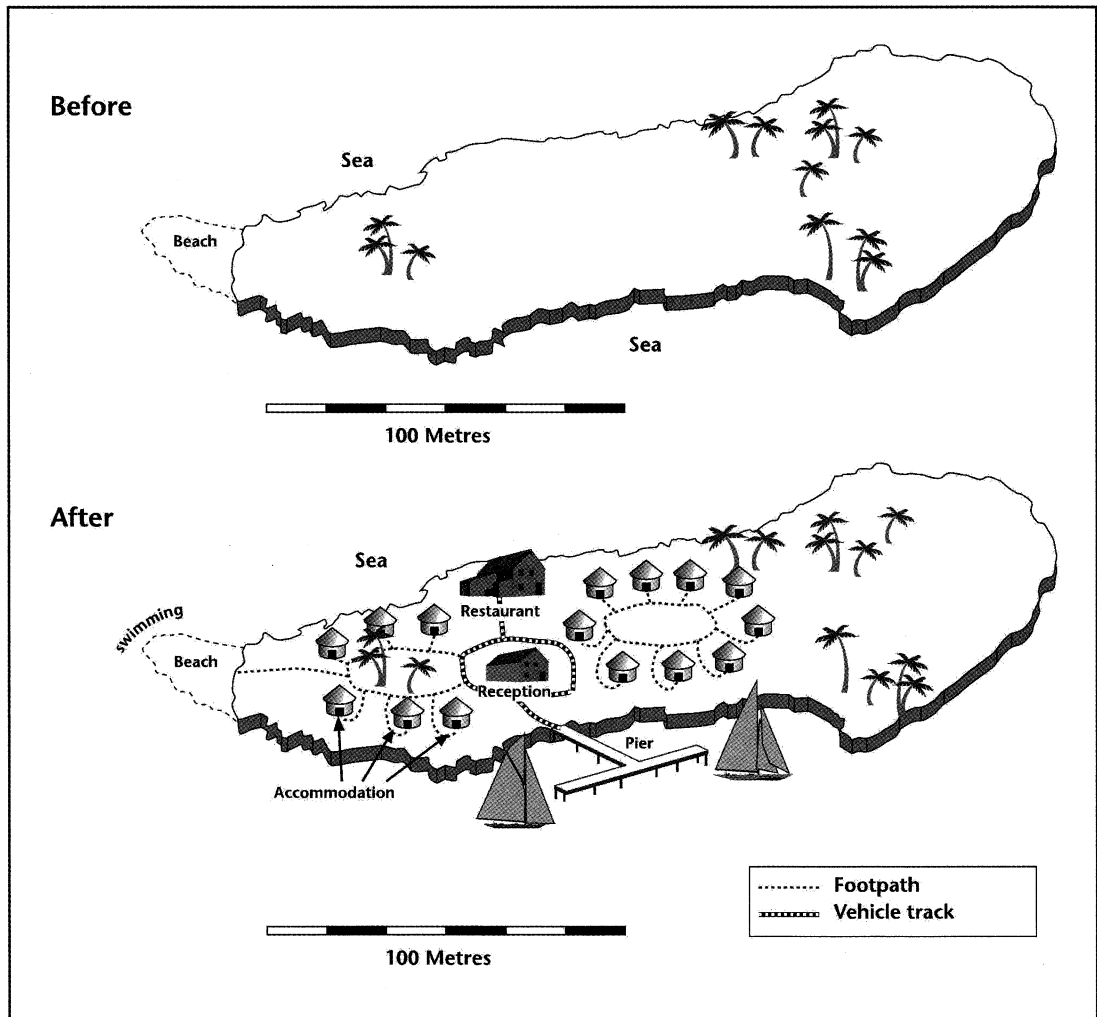 Before
Sea
Beach
Sea
100 Metres
After
Sea
swimming
Restaurant
Beach
Reception
Pier
Accommodation
Footpath
Vehicle track
100 Metres